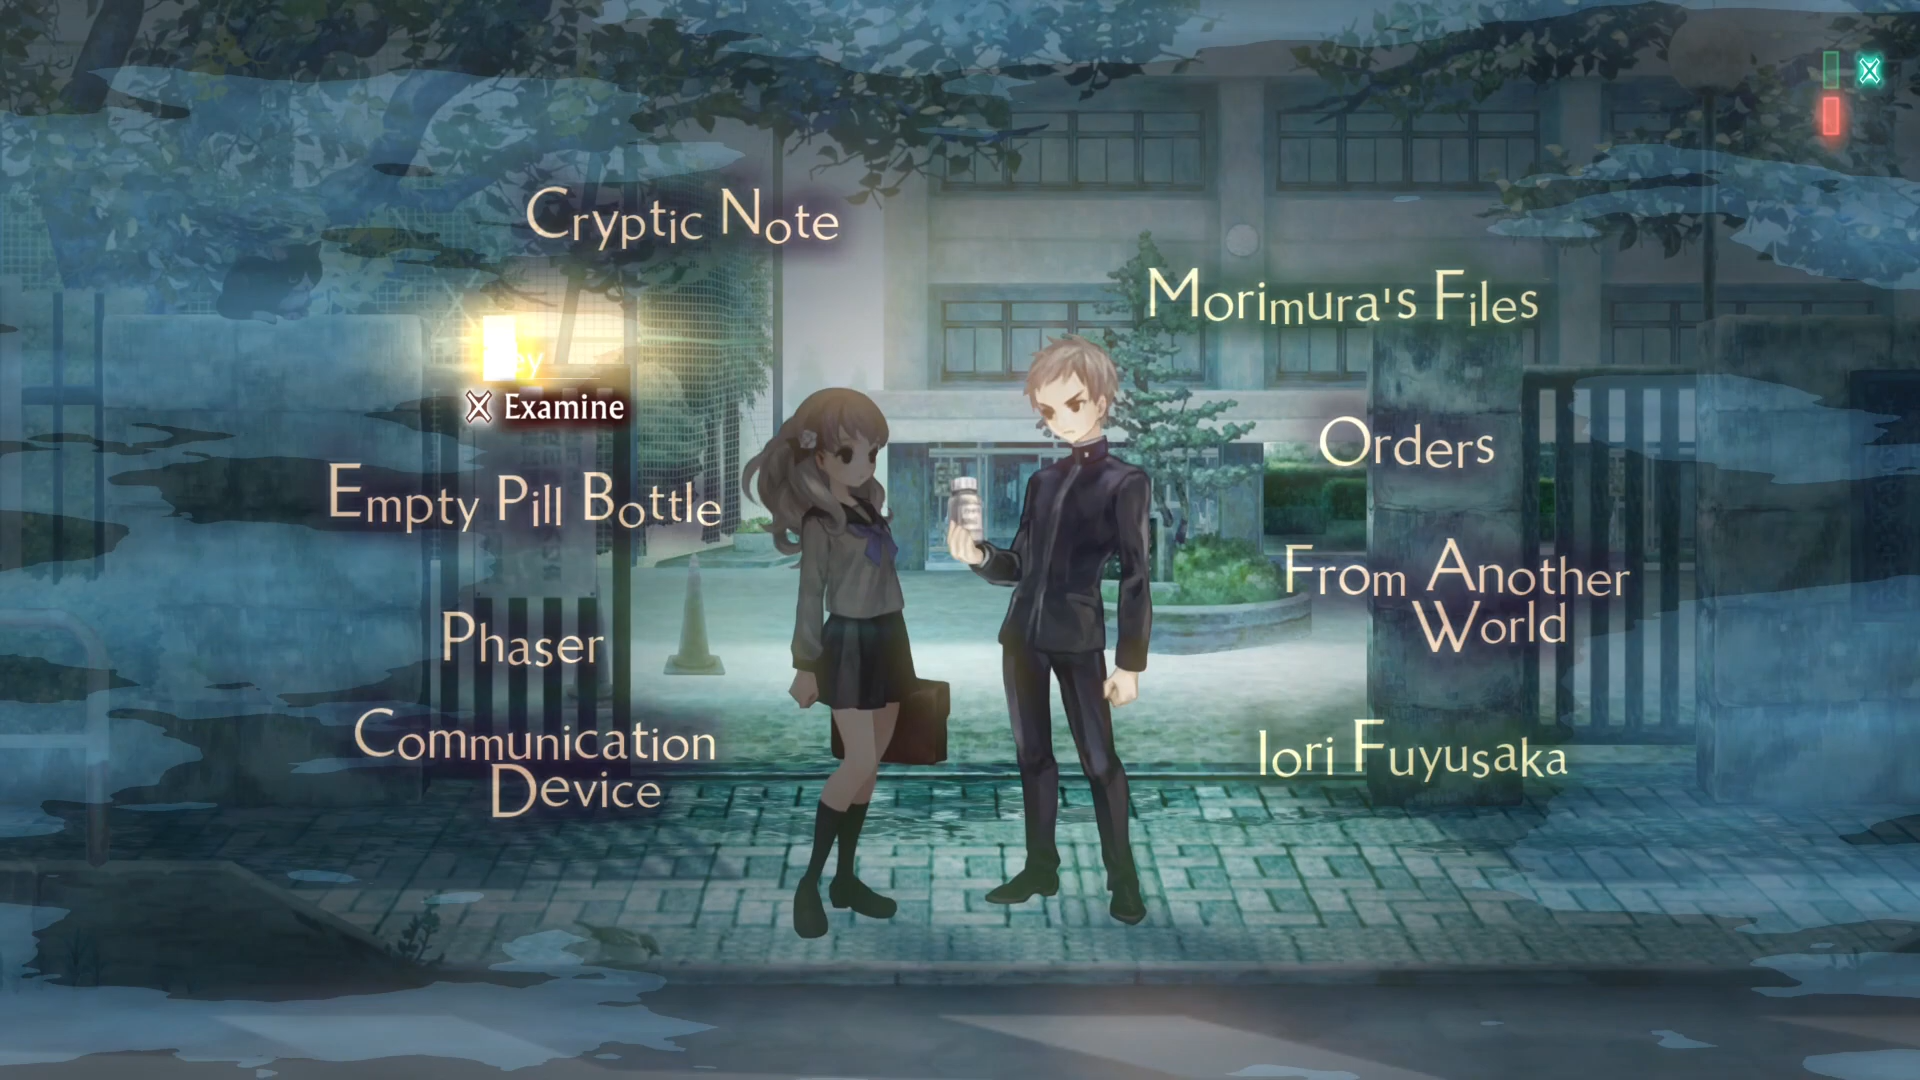 Cryptic Note
Morimura's Files
Examine
Orders
Empty Pill Bottle
From Another
World
Phaser
Communication
Device
Iori Fuyusaka